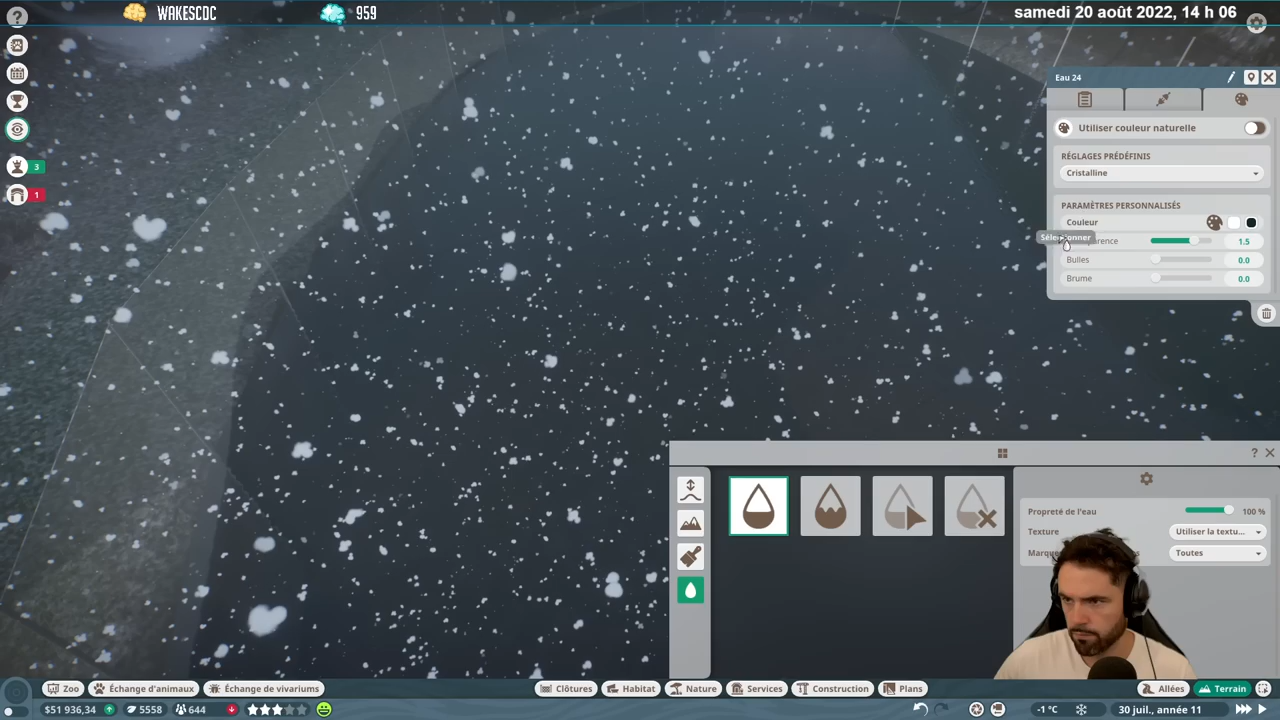 ?
WAKESCDC
959
samedi 20 août 2022, 14 h 06
3
1
Eau 24
Utiliser couleur naturelle
RÉGLAGES PRÉDÉFINIS
Cristalline
PARAMÈTRES PERSONNALISÉS
Couleur
1.5
Bulles
0.0
Brume
0.0
?
Propreté de l'eau
100 %
Texture
Utiliser la textu...
Toutes
Zoo
Échange d'animaux
Échange de vivariums
Clôtures
Habitat
Nature
Services
Construction
Plans
Allées
Terrain
$51 936,34
5558
644
-1 °C
30 juil., année 11